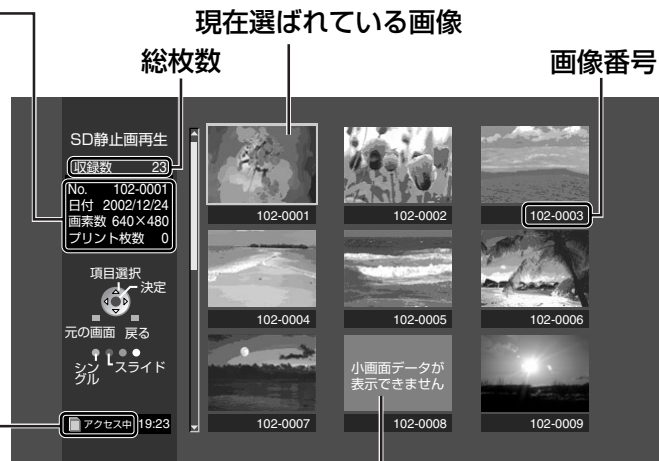 現在選ばれている画像
総枚数
画像番号
SD静止画再生
収録数 23
No. 102-0001
日付 2002/12/24
画素数 640×480
プリント枚数 0
項目選択
決定
元の画面 戻る
シングル スライド
アクセス中 19:23
102-0001 102-0002 102-0003
102-0004 102-0005 102-0006
小画面データが
表示できません
102-0007 102-0008 102-0009